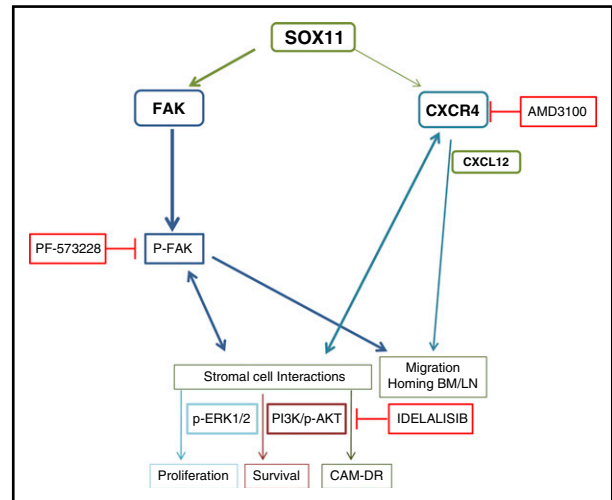 SOX11
FAK
CXCR4
AMD3100
CXCL12
PF-573228
P-FAK
Stromal cell Interactions
Migration
Homing BM/LN
p-ERK1/2
PI3K/p-AKT
IDELALISIB
Proliferation
Survival
CAM-DR